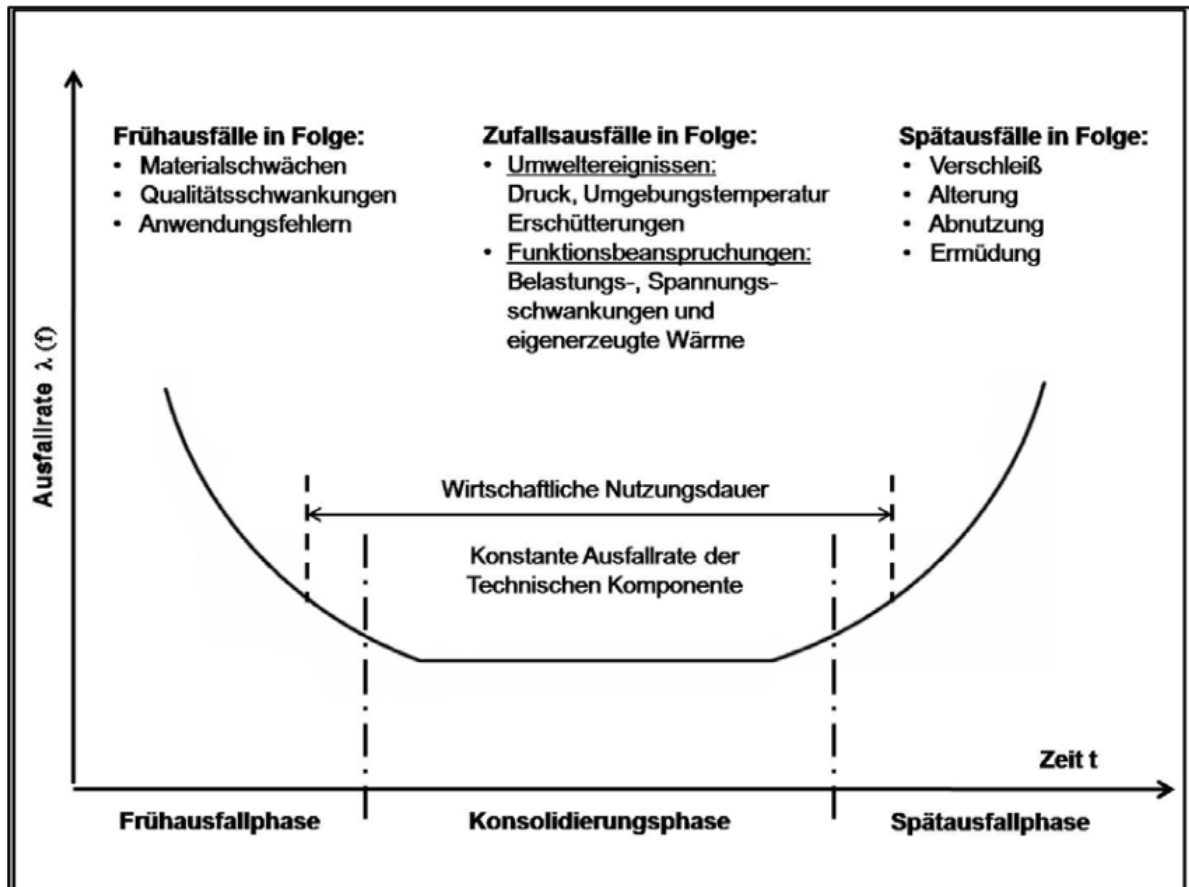 Frühausfälle in Folge:
• Materialschwächen
• Qualitätsschwankungen
• Anwendungsfehlern
Zufallsausfälle in Folge:
• Umweltereignissen:
Druck, Umgebungstemperatur
Erschütterungen
• Funktionsbeanspruchungen:
Belastungs-, Spannungs-
schwankungen und
eigenerzeugte Wärme
Spätausfälle in Folge:
• Verschleiß
• Alterung
• Abnutzung
• Ermüdung
Ausfallrate λ (f)
Wirtschaftliche Nutzungsdauer
Konstante Ausfallrate der
Technischen Komponente
Zeit t
Frühausfallphase
Konsolidierungsphase
Spätausfallphase